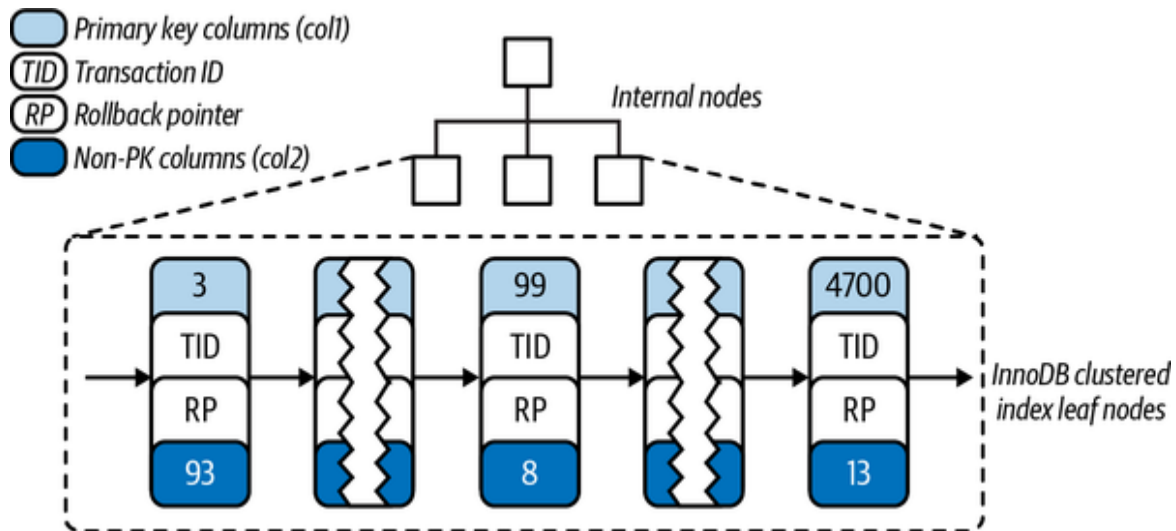 Primary key columns (col1)
TID Transaction ID
RP Rollback pointer
Non-PK columns (col2)
Internal nodes
3 99 4700
TID TID TID
RP RP RP
93 8 13
InnoDB clustered
index leaf nodes